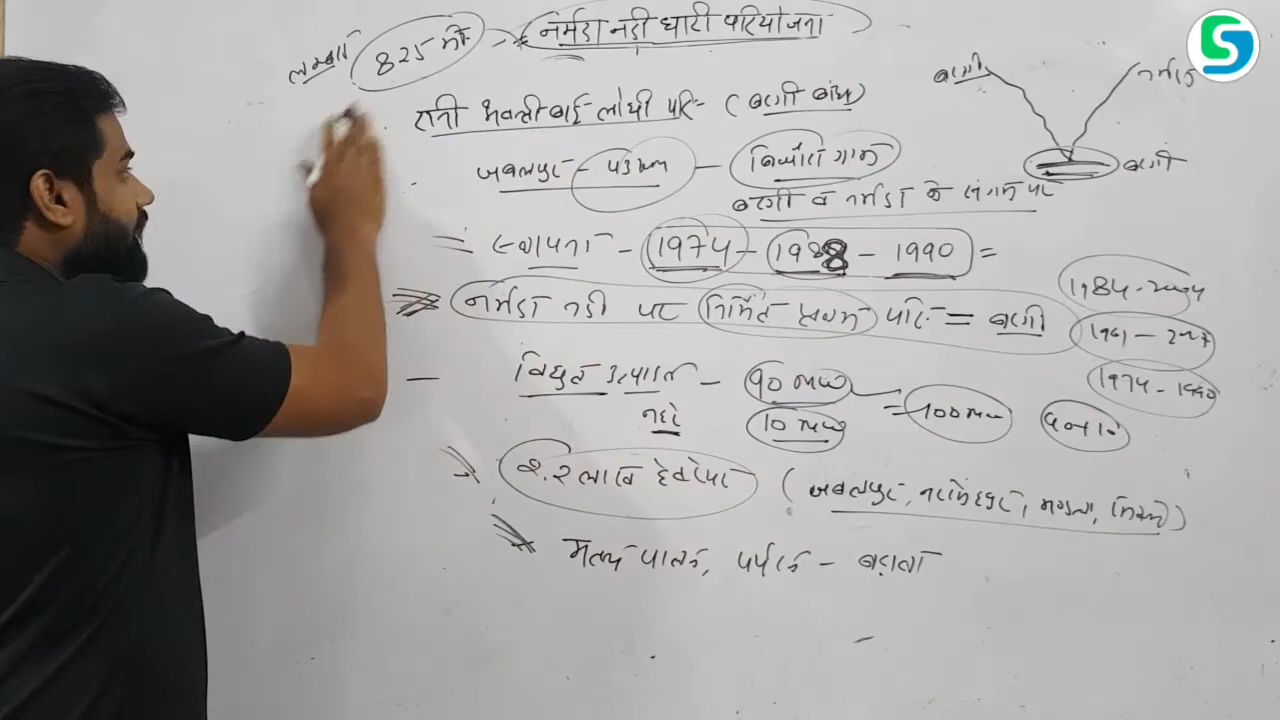 लम्बाई 825 मी. - * नर्मदा नदी घाटी परियोजना
रानी अवन्ती बाई लोधी परि- (बरगी बांध)
जबलपुर - 43 km - बिजौरा गाम
बरगी व नर्मदा के संगम पर
बरगी
नर्मदा
बरगी
= स्थापना - 1974 - 1988 - 1990 =
नर्मदा नदी पर निर्मित प्रथम परि- = बरगी
1984-2004
1974-1990
- विद्युत उत्पादन - 90 mw
नहर 10 mw
= 100 mw
2.2 लाख हेक्टेयर (जबलपुर, नरसिंहपुर, मण्डला, सिवनी)
मत्स्य पालन, पर्यटन - बढ़ावा